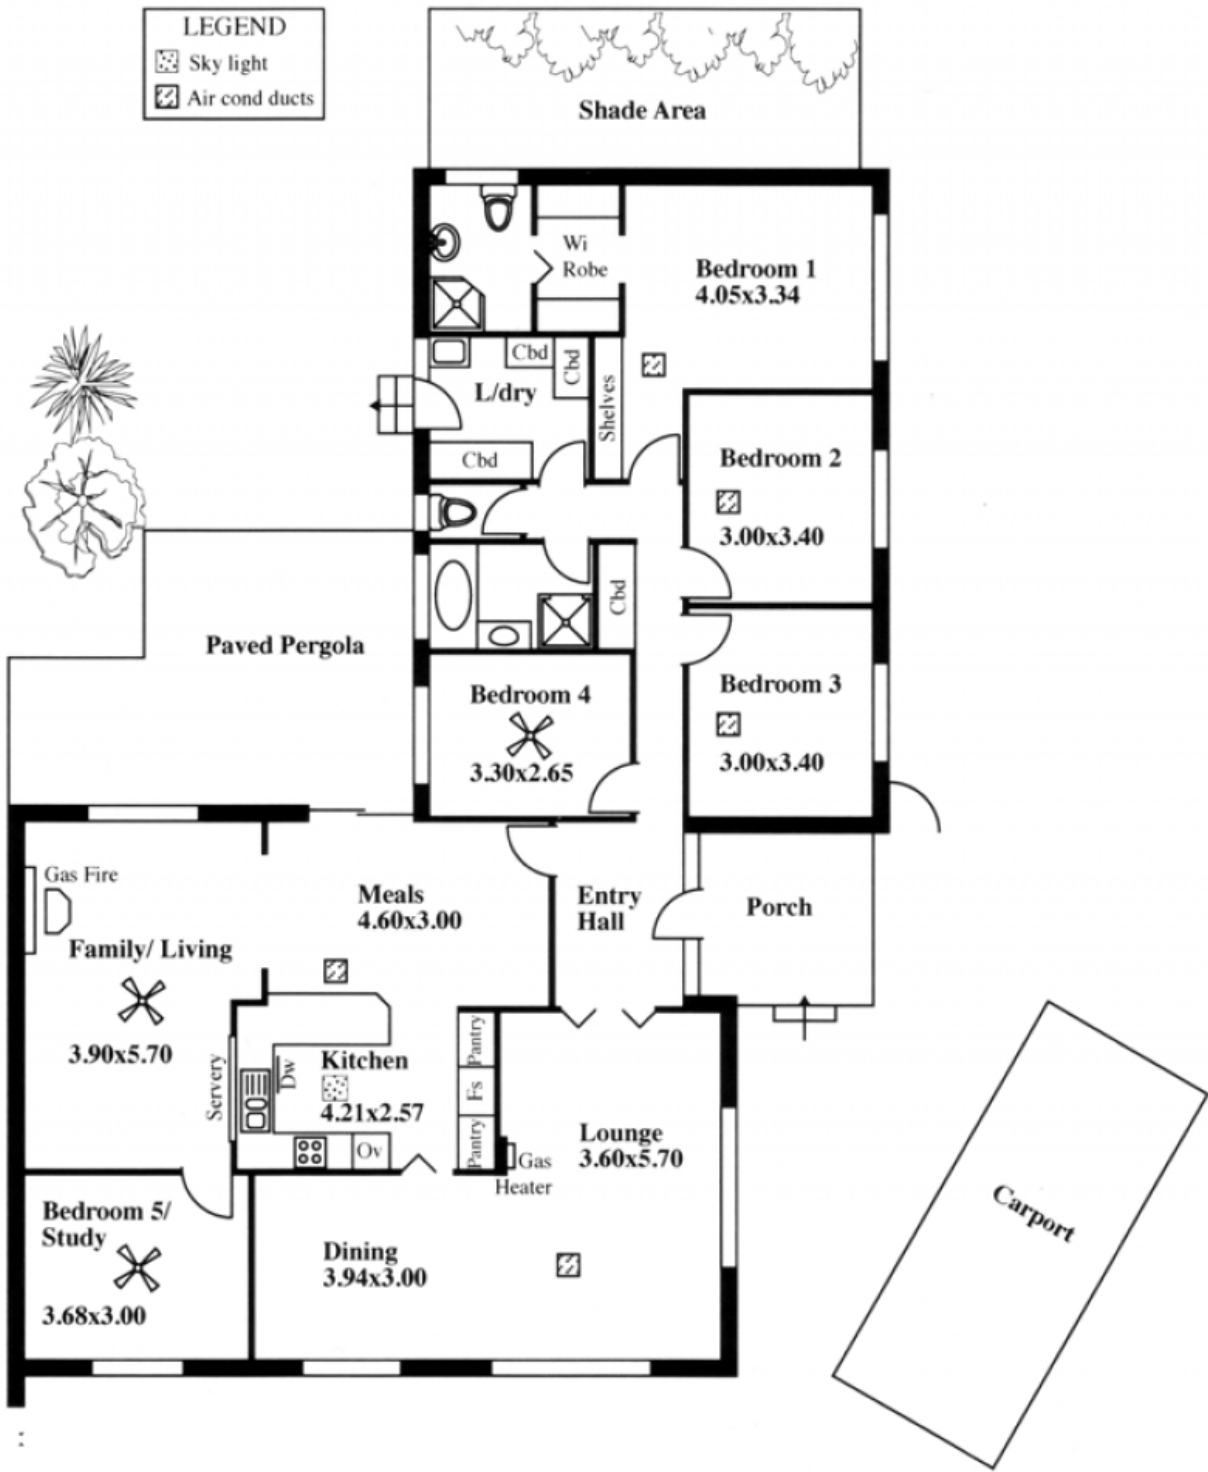 LEGEND
Sky light
Air cond ducts
Shade Area
Wi
Robe
Bedroom 1
4.05x3.34
Cbd
Cbd
L/dry
Shelves
Cbd
Bedroom 2
3.00x3.40
Cbd
Paved Pergola
Bedroom 4
3.30x2.65
Bedroom 3
3.00x3.40
Gas Fire
Meals
4.60x3.00
Entry
Hall
Porch
Family/ Living
3.90x5.70
Servery
Dw
Kitchen
4.21x2.57
Pantry
Fs
Pantry
Ov
Lounge
3.60x5.70
Gas
Heater
Bedroom 5/
Study
3.68x3.00
Dining
3.94x3.00
Carport